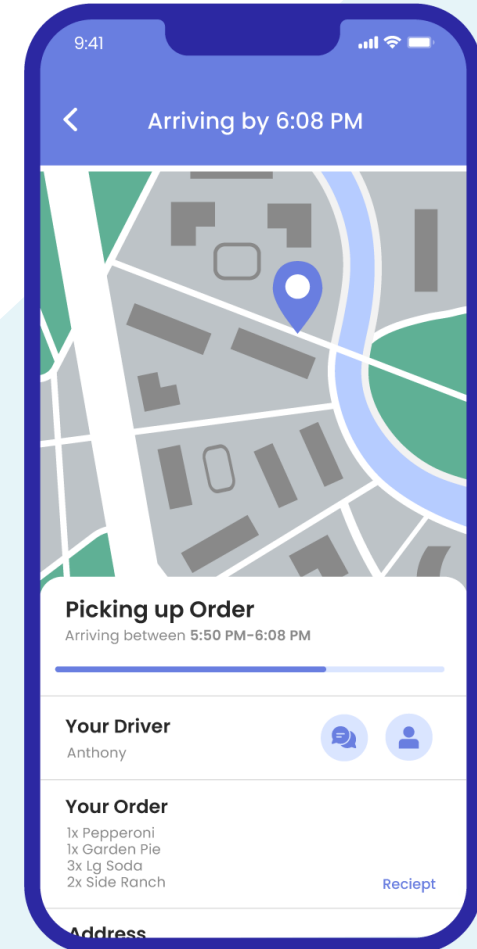 9:41
Arriving by 6:08 PM
Picking up Order
Arriving between 5:50 PM-6:08 PM
Your Driver
Anthony
Your Order
1x Pepperoni
1x Garden Pie
3x Lg Soda
2x Side Ranch
Reciept
Address